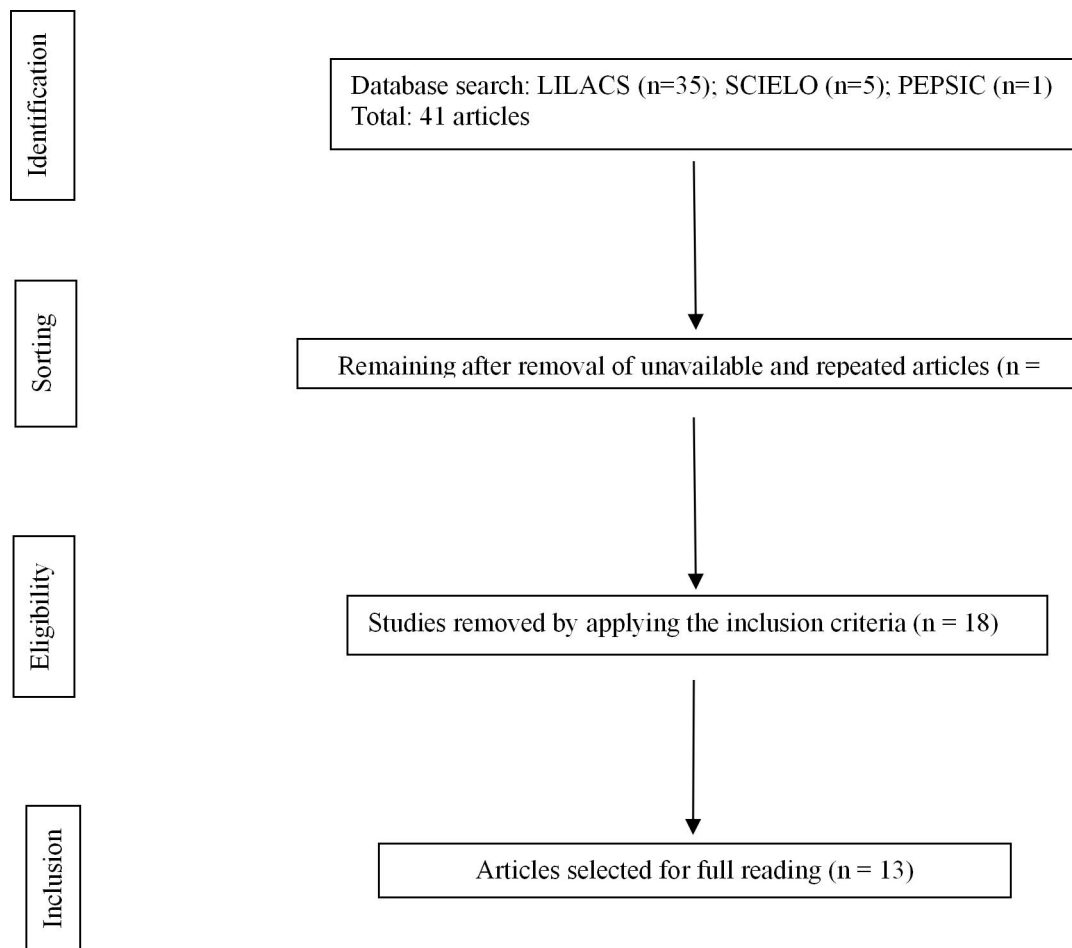 Identification
Database search: LILACS (n=35); SCIELO (n=5); PEPSIC (n=1)
Total: 41 articles
Sorting
Remaining after removal of unavailable and repeated articles (n =
Eligibility
Studies removed by applying the inclusion criteria (n = 18)
Inclusion
Articles selected for full reading (n = 13)